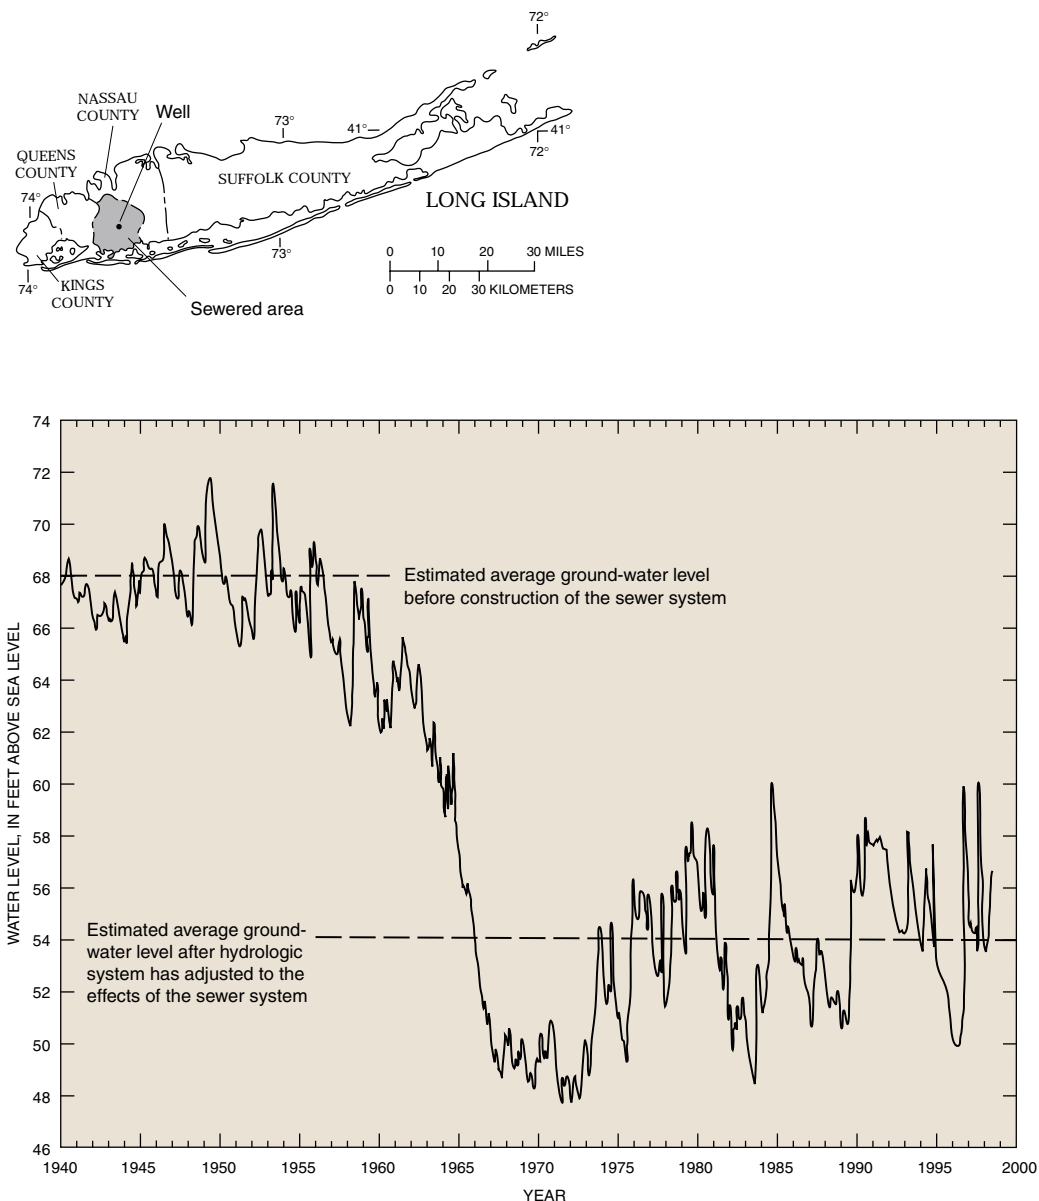 72°
NASSAU
COUNTY
Well
73°
41°
41°
72°
QUEENS
COUNTY
SUFFOLK COUNTY
74°
LONG ISLAND
73°
0 10 20 30 MILES
0 10 20 30 KILOMETERS
74°
KINGS
COUNTY
Sewered area
74
72
70
68
66
64
62
60
58
56
54
52
50
48
46
WATER LEVEL, IN FEET ABOVE SEA LEVEL
Estimated average ground-water level
before construction of the sewer system
Estimated average ground-
water level after hydrologic
system has adjusted to the
effects of the sewer system
1940 1945 1950 1955 1960 1965 1970 1975 1980 1985 1990 1995 2000
YEAR